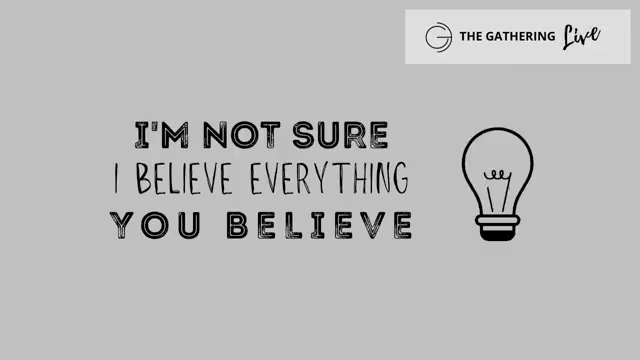 THE GATHERING Live
I'M NOT SURE
I BELIEVE EVERYTHING
YOU BELIEVE